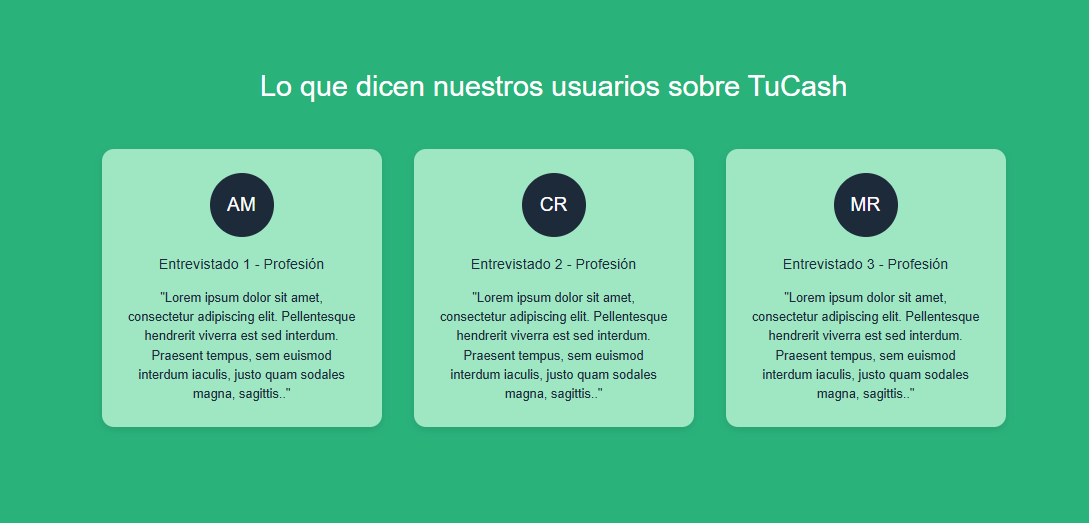 Lo que dicen nuestros usuarios sobre TuCash
AM
Entrevistado 1 - Profesión
"Lorem ipsum dolor sit amet,
consectetur adipiscing elit. Pellentesque
hendrerit viverra est sed interdum.
Praesent tempus, sem euismod
interdum iaculis, justo quam sodales
magna, sagittis.."
CR
Entrevistado 2 - Profesión
"Lorem ipsum dolor sit amet,
consectetur adipiscing elit. Pellentesque
hendrerit viverra est sed interdum.
Praesent tempus, sem euismod
interdum iaculis, justo quam sodales
magna, sagittis.."
MR
Entrevistado 3 - Profesión
"Lorem ipsum dolor sit amet,
consectetur adipiscing elit. Pellentesque
hendrerit viverra est sed interdum.
Praesent tempus, sem euismod
interdum iaculis, justo quam sodales
magna, sagittis.."